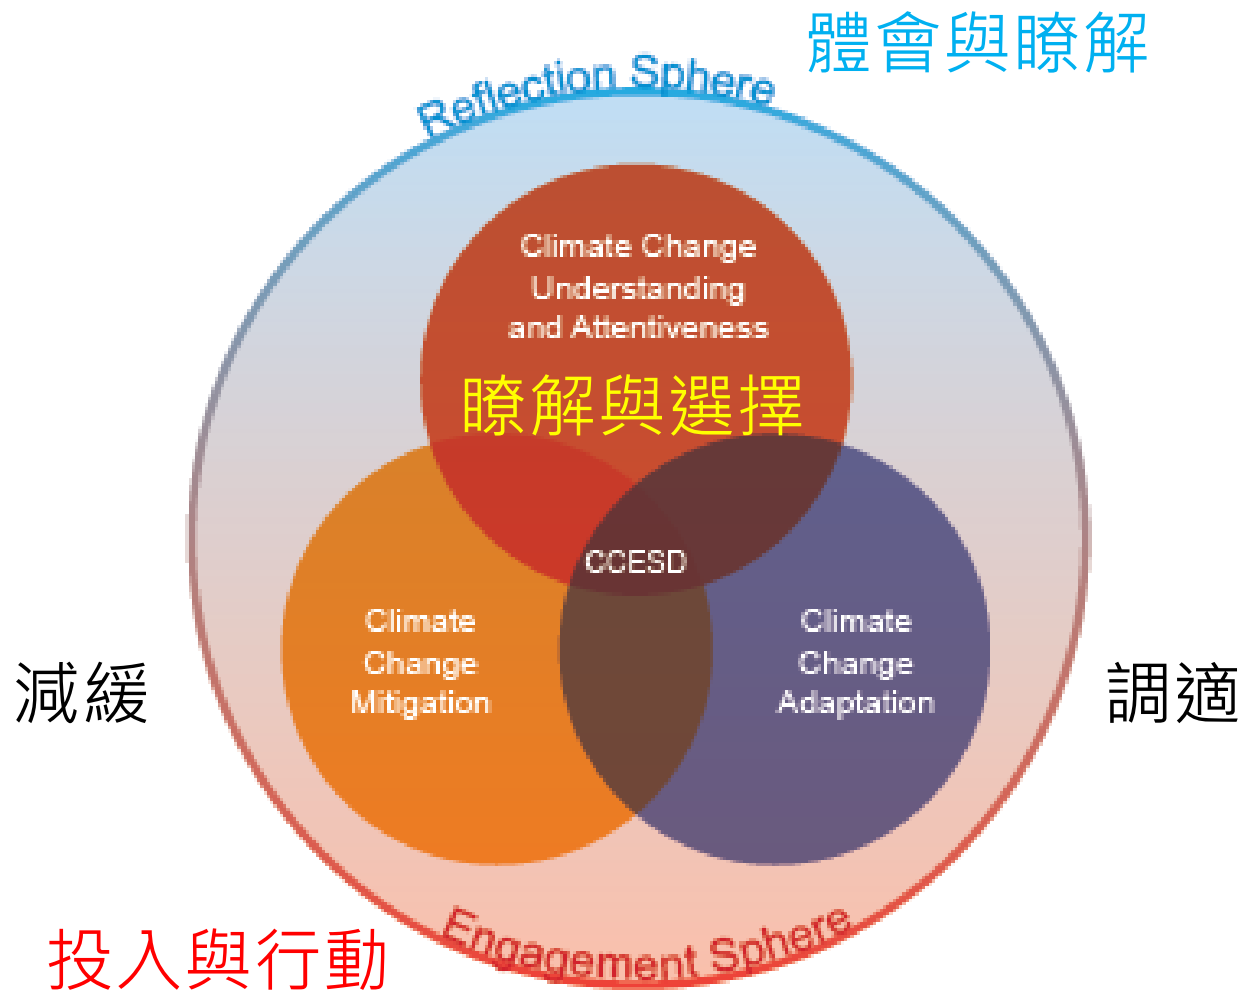 體會與瞭解
Reflection Sphere
Climate Change
Understanding
and Attentiveness
瞭解與選擇
CCESD
Climate
Change
Mitigation
Climate
Change
Adaptation
減緩
調適
Engagement Sphere
投入與行動